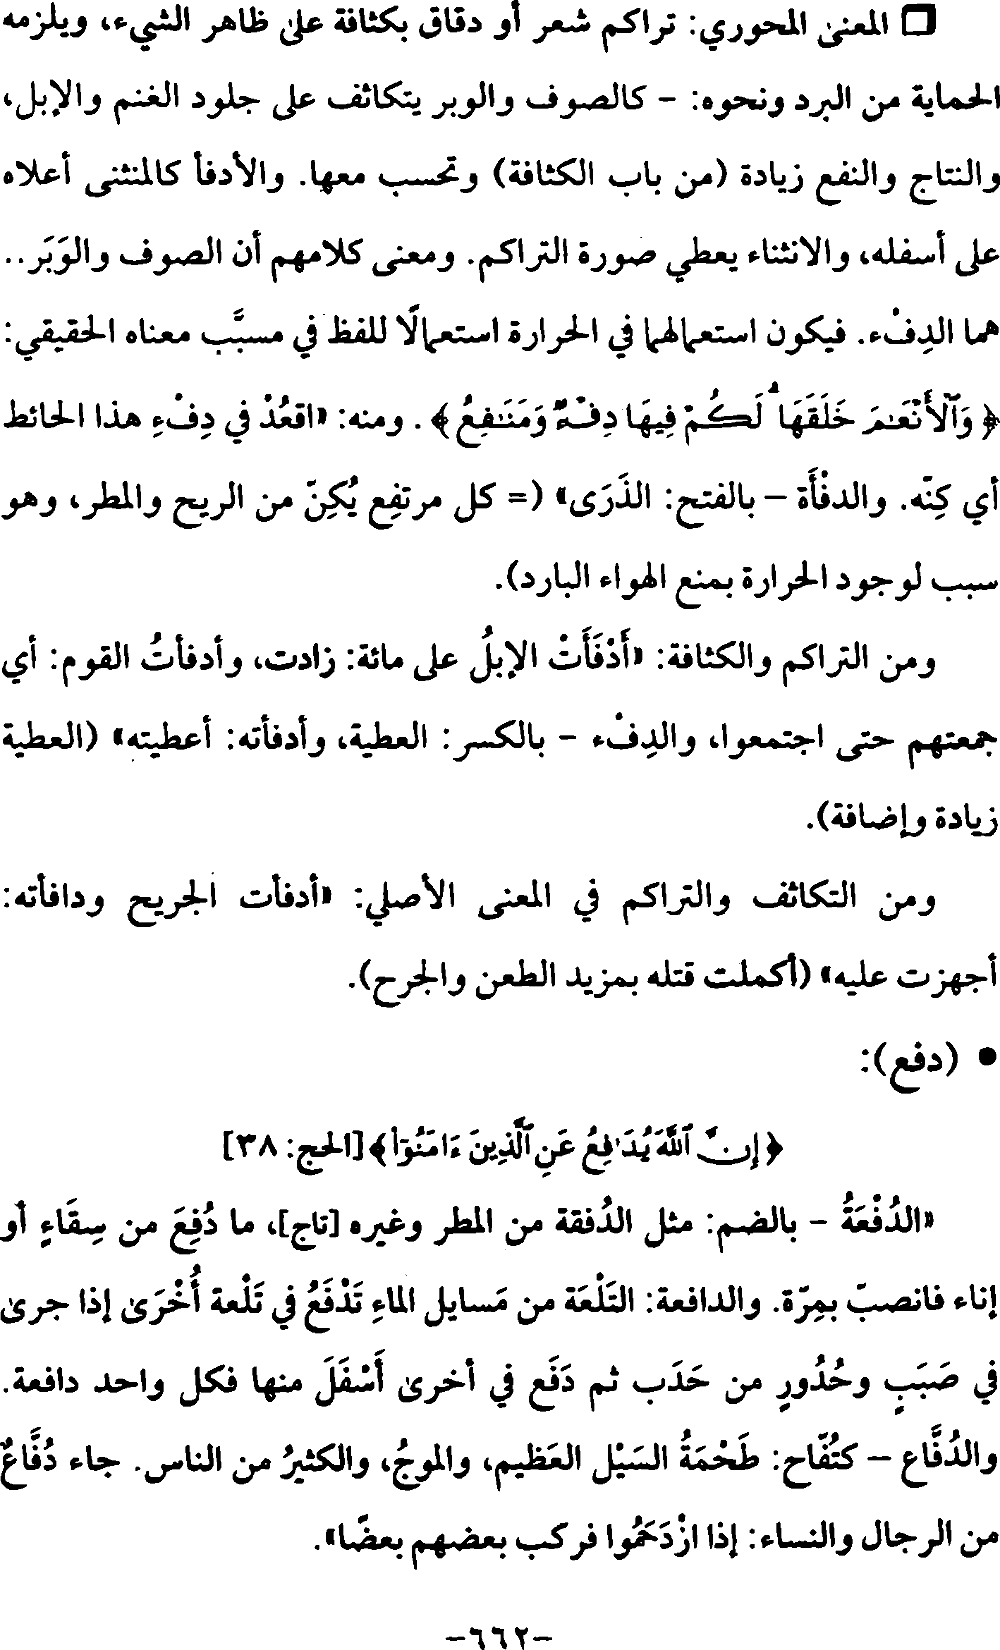 ❒ المعنىٰ المحوري: تراكم شعر أو دقاق بكثافة علىٰ ظاهر الشيء، ويلزمه
الحماية من البرد ونحوه: – كالصوف والوبر يتكاثف على جلود الغنم والإبل،
والنتاج والنفع زيادة (من باب الكثافة) وتحسب معها. والأدفأ كالمنثنى أعلاه
على أسفله، والانثناء يعطي صورة التراكم. ومعنى كلامهم أن الصوف والوَبَر..
هما الدِفْء. فيكون استعمالهما في الحرارة استعمالًا للفظ في مسبَّب معناه الحقيقي:
﴿وَٱلْأَنْعَـٰمَ خَلَقَهَا ۗ لَكُمْ فِيهَا دِفْءٌ وَمَنَـٰفِعُ﴾. ومنه: «اقعُدْ في دِفْءِ هذا الحائط
أي كِنّه. والدفْأَة – بالفتح: الذَرَى» (= كل مرتفِع يُكِنّ من الريح والمطر، وهو
سبب لوجود الحرارة بمنع الهواء البارد).
ومن التراكم والكثافة: «أَدْفَأَتْ الإبلُ على مائة: زادت، وأدفأتُ القوم: أي
جمعتهم حتى اجتمعوا، والدِفْء – بالكسر: العطية، وأدفأته: أعطيته» (العطية
زيادة وإضافة).
ومن التكاثف والتراكم في المعنى الأصلي: «أدفأت الجريح ودافأته:
أجهزت عليه» (أكملت قتله بمزيد الطعن والجرح).
• (دفع):
﴿إِنَّ ٱللَّهَ يُدَٰفِعُ عَنِ ٱلَّذِينَ ءَامَنُوٓا۟﴾ [الحج: ٣٨]
«الدُفْعَةُ – بالضم: مثل الدُفقة من المطر وغيره [تاج]، ما دُفِعَ من سِقَاءٍ أو
إناء فانصبّ بمِرّة. والدافعة: التَلْعَة من مَسايل الماءِ تَدْفَعُ في تَلْعة أُخْرَىٰ إذا جرىٰ
في صَبَبٍ وحُدُورٍ من حَدَب ثم دَفَع في أخرىٰ أَسْفَلَ منها فكل واحد دافعة.
والدُفَّاع – كتُفّاح: طَحْمَةُ السَيْل العَظيم، والموجُ، والكثيرُ من الناس. جاء دُفَّاعٌ
من الرجال والنساء: إذا ازْدَحَمُوا فركب بعضهم بعضًا».
-٦٦٢-